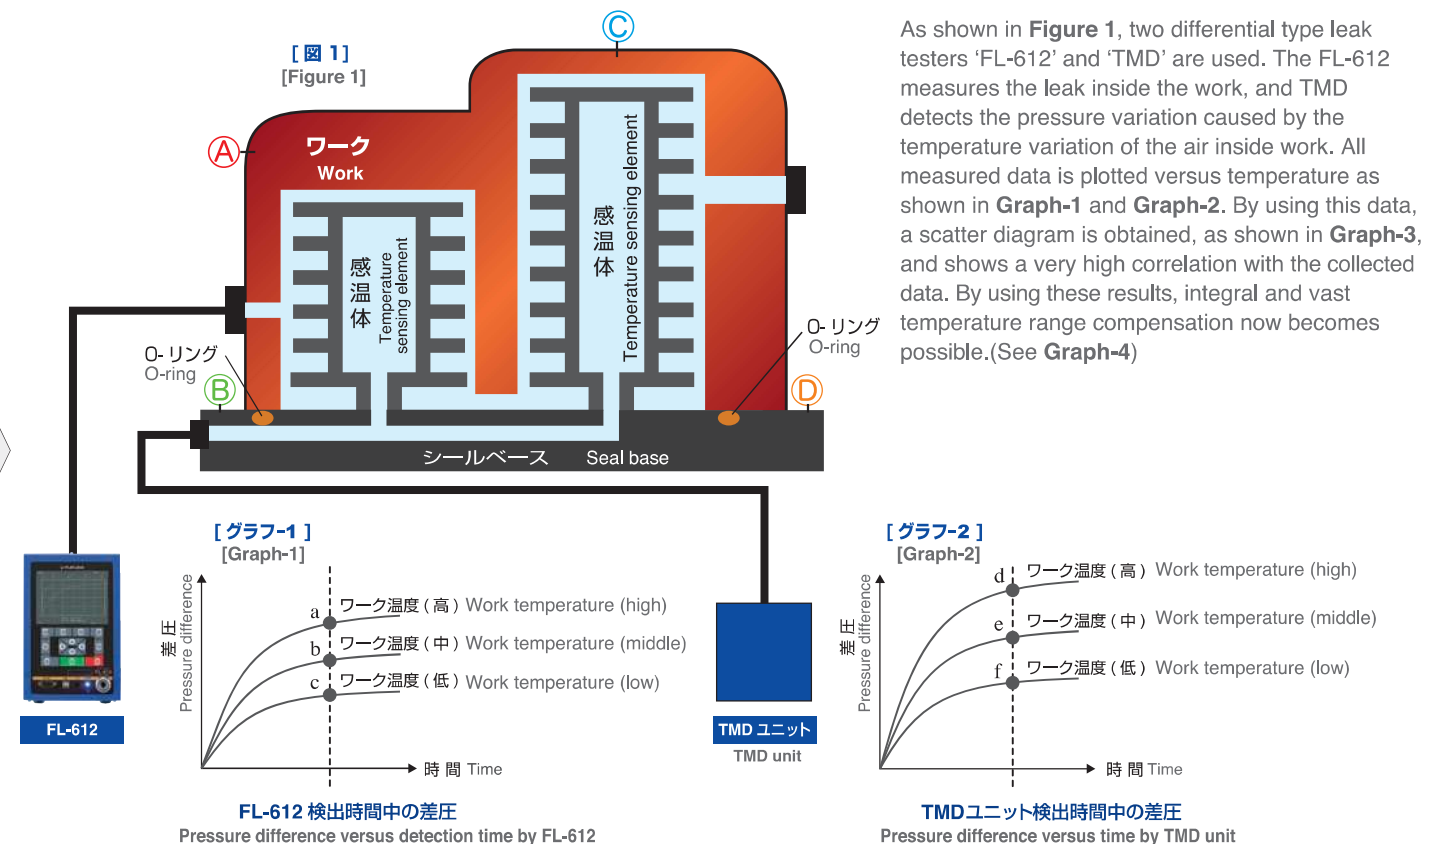 [ 図 1]
[Figure 1]
Ⓒ
Ⓐ
ワーク
Work
感温体
Temperature
sensing element
感温体
Temperature sensing element
O- リング
O-ring
O- リング
O-ring
Ⓑ
Ⓓ
シールベース Seal base
As shown in Figure 1, two differential type leak
testers ‘FL-612’ and ‘TMD’ are used. The FL-612
measures the leak inside the work, and TMD
detects the pressure variation caused by the
temperature variation of the air inside work. All
measured data is plotted versus temperature as
shown in Graph-1 and Graph-2. By using this data,
a scatter diagram is obtained, as shown in Graph-3,
and shows a very high correlation with the collected
data. By using these results, integral and vast
temperature range compensation now becomes
possible.(See Graph-4)
FL-612
[ グラフ-1 ]
[Graph-1]
差圧
Pressure difference
a ワーク温度 ( 高 ) Work temperature (high)
b ワーク温度 ( 中 ) Work temperature (middle)
c ワーク温度 ( 低 ) Work temperature (low)
時間 Time
FL-612 検出時間中の差圧
Pressure difference versus detection time by FL-612
TMD ユニット
TMD unit
[ グラフ-2 ]
[Graph-2]
差圧
Pressure difference
d ワーク温度 ( 高 ) Work temperature (high)
e ワーク温度 ( 中 ) Work temperature (middle)
f ワーク温度 ( 低 ) Work temperature (low)
時間 Time
TMDユニット検出時間中の差圧
Pressure difference versus time by TMD unit